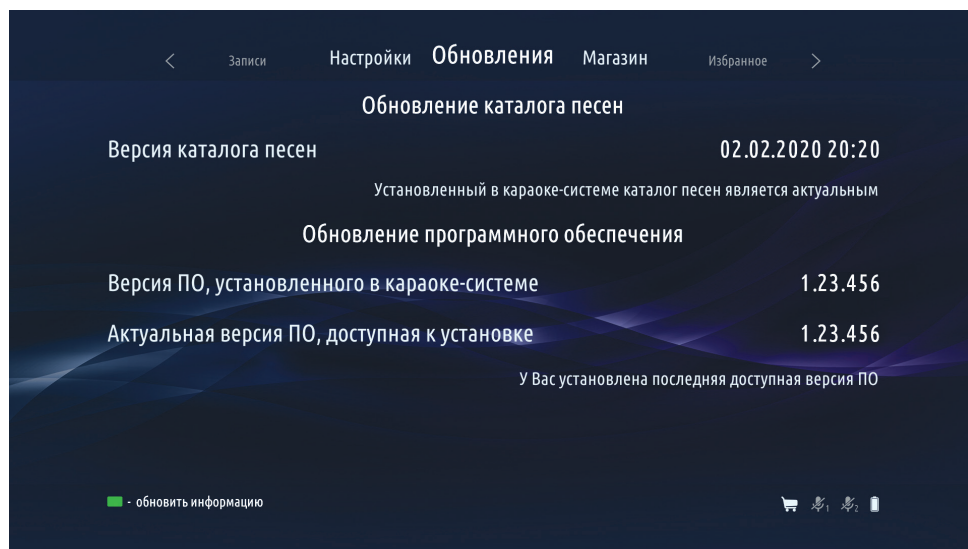 Записи Настройки Обновления Магазин Избранное
Обновление каталога песен
Версия каталога песен 02.02.2020 20:20
Установленный в караоке-системе каталог песен является актуальным
Обновление программного обеспечения
Версия ПО, установленного в караоке-системе 1.23.456
Актуальная версия ПО, доступная к установке 1.23.456
У Вас установлена последняя доступная версия ПО
- обновить информацию 1 2